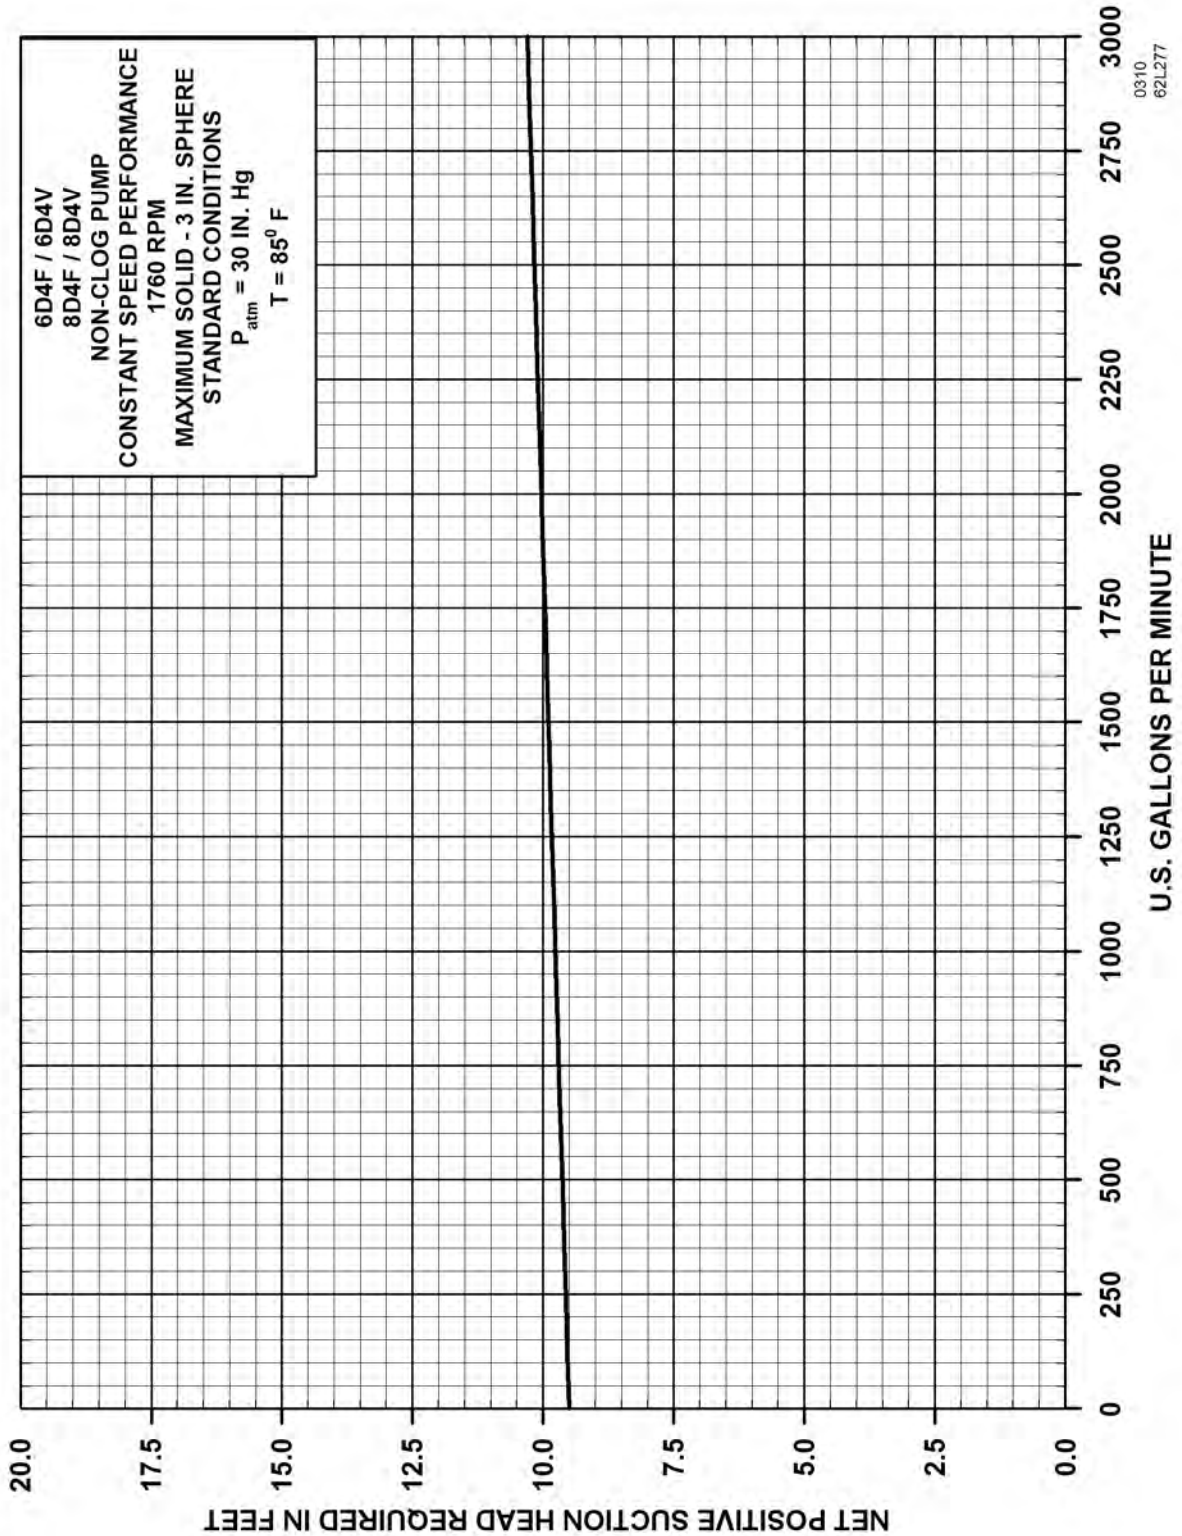 6D4F / 6D4V
8D4F / 8D4V
NON-CLOG PUMP
CONSTANT SPEED PERFORMANCE
1760 RPM
MAXIMUM SOLID - 3 IN. SPHERE
STANDARD CONDITIONS
P atm = 30 IN. Hg
T = 85⁰ F
NET POSITIVE SUCTION HEAD REQUIRED IN FEET
20.0
17.5
15.0
12.5
10.0
7.5
5.0
2.5
0.0
0 250 500 750 1000 1250 1500 1750 2000 2250 2500 2750 3000
U.S. GALLONS PER MINUTE
0310
62L277